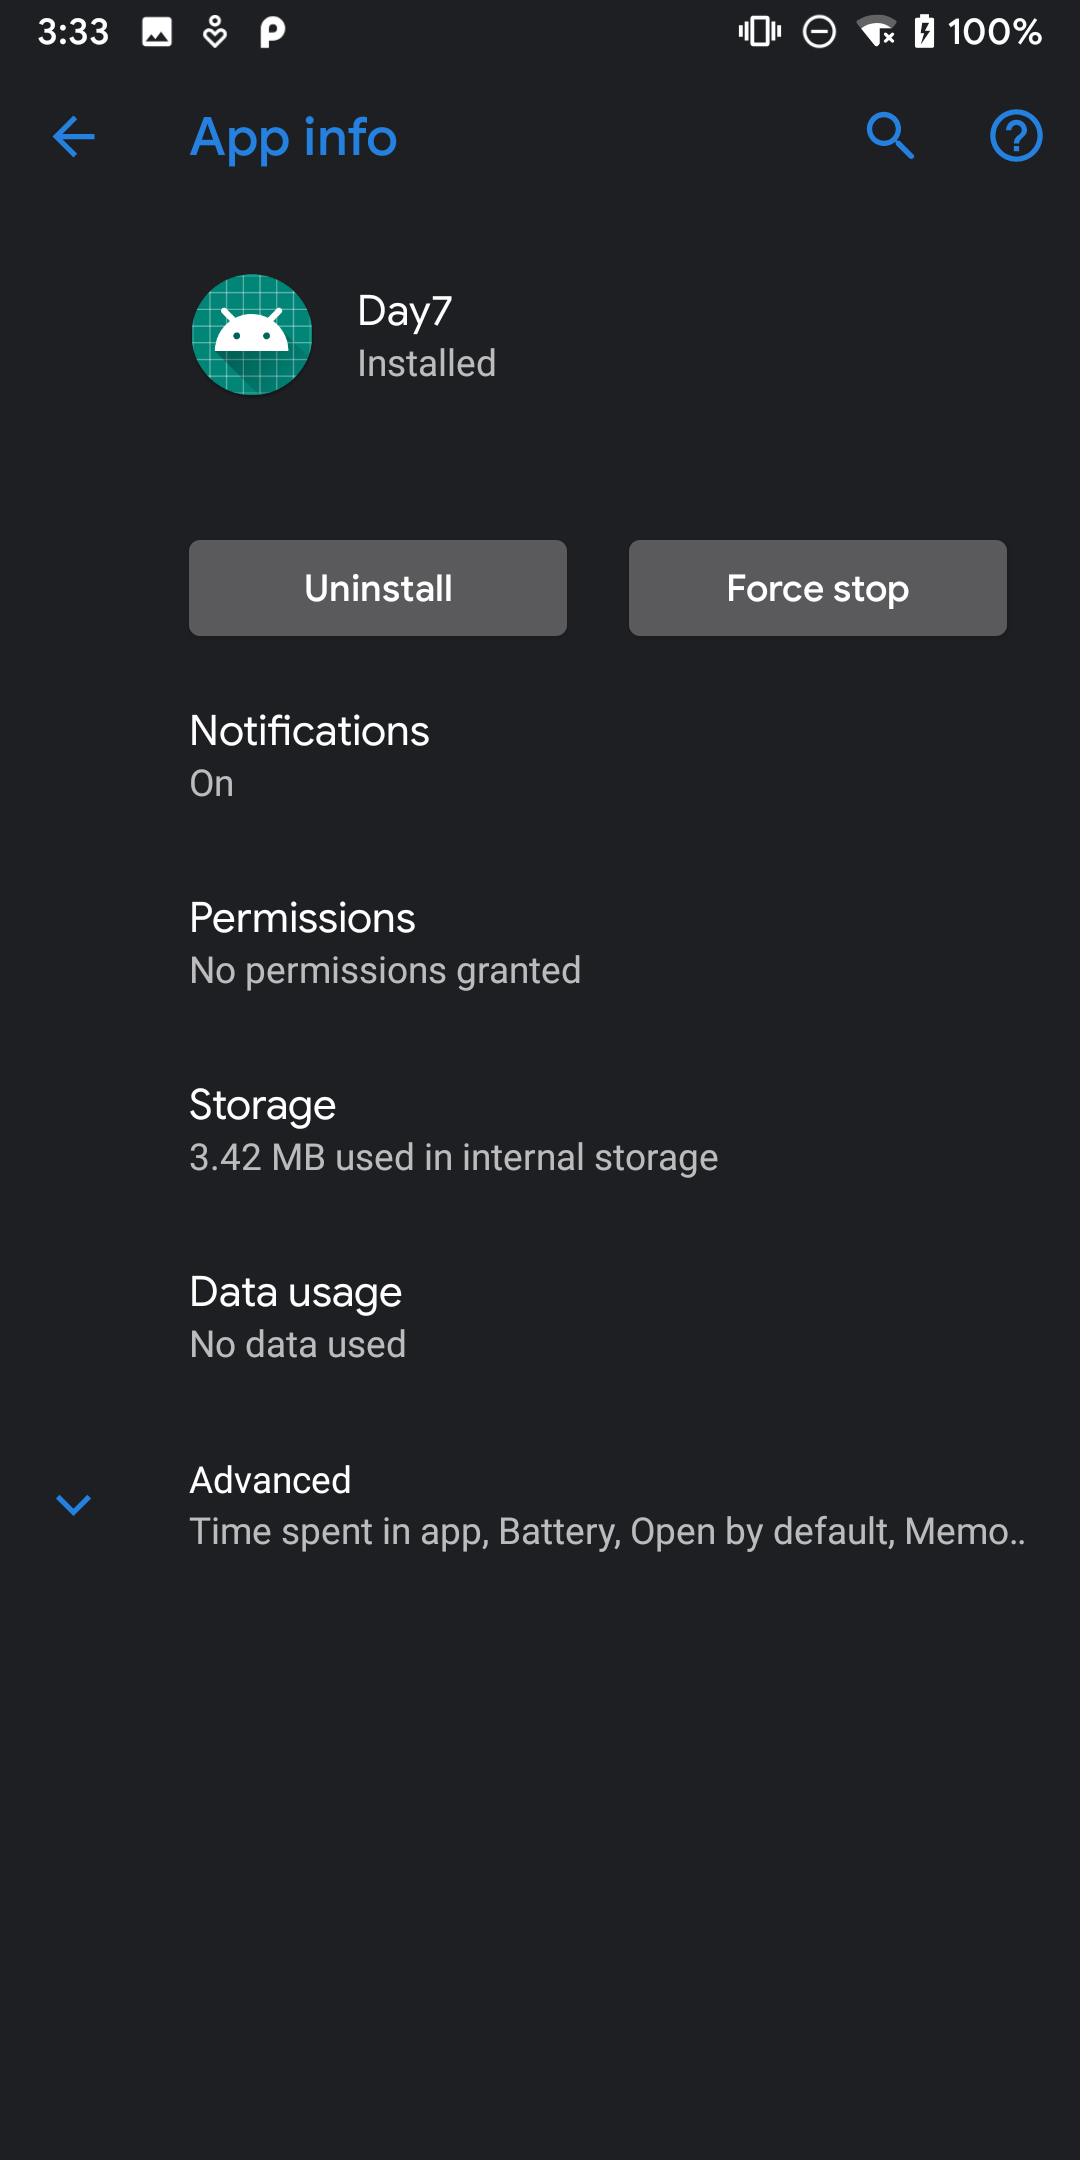 3:33 100%
App info
Day7
Installed
Uninstall Force stop
Notifications
On
Permissions
No permissions granted
Storage
3.42 MB used in internal storage
Data usage
No data used
Advanced
Time spent in app, Battery, Open by default, Memo..